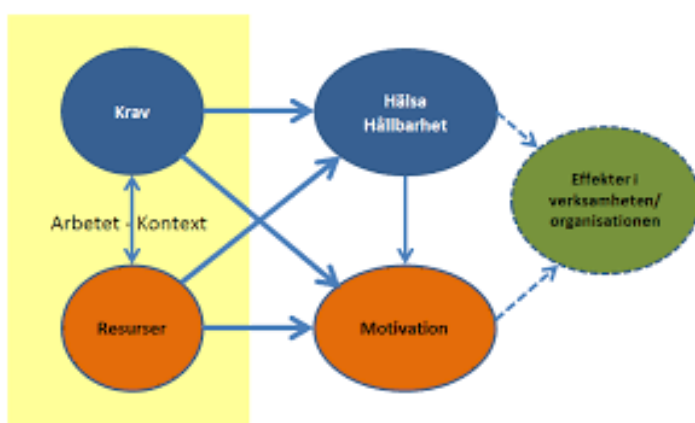 Krav
Hälsa
Hållbarhet
Effekter i
verksamheten/
organisationen
Arbetet - Kontext
Resurser
Motivation